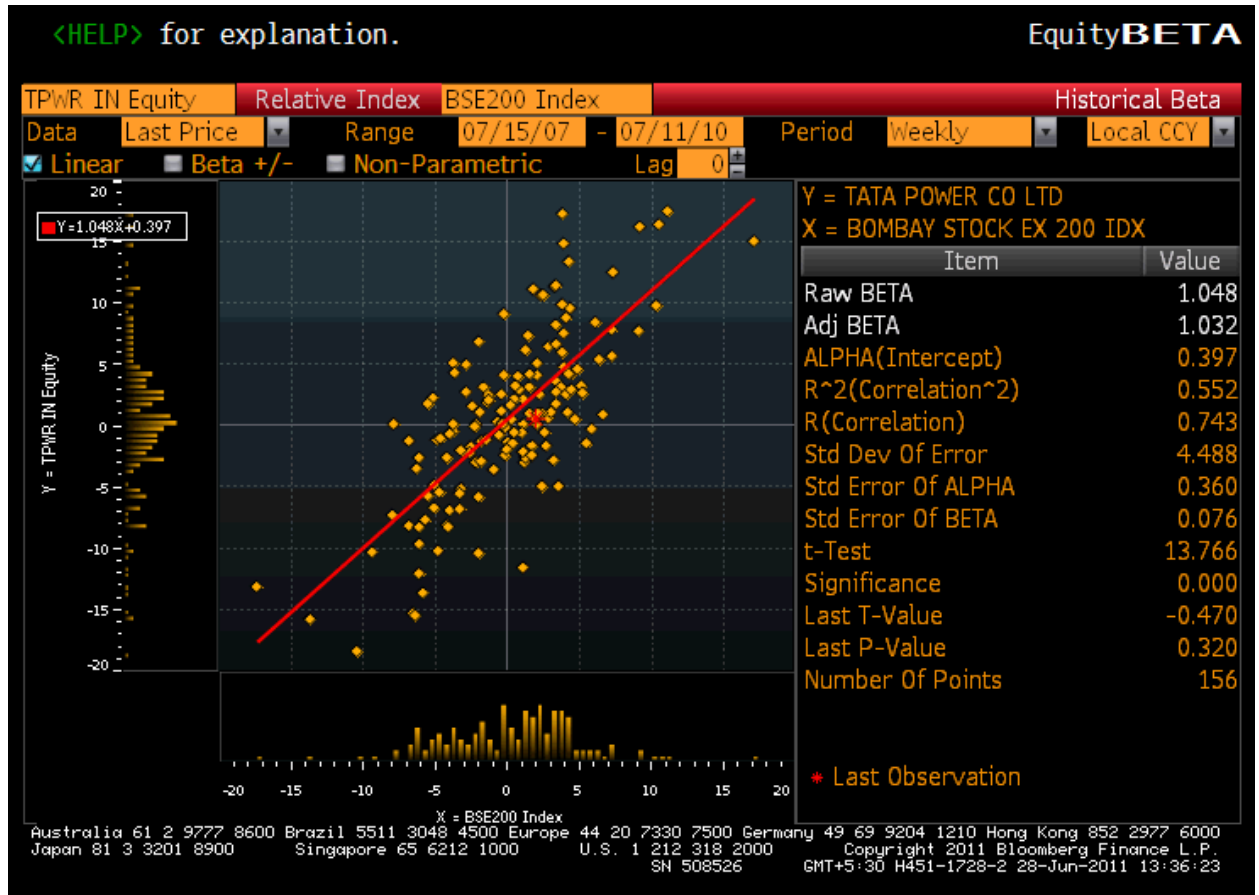 <HELP> for explanation.
EquityBETA
TPWR IN Equity Relative Index BSE200 Index Historical Beta
Data Last Price Range 07/15/07 - 07/11/10 Period Weekly Local CCY
Linear Beta +/- Non-Parametric Lag 0
Y = TATA POWER CO LTD
X = BOMBAY STOCK EX 200 IDX
Item Value
Raw BETA 1.048
Adj BETA 1.032
ALPHA(Intercept) 0.397
R^2(Correlation^2) 0.552
R(Correlation) 0.743
Std Dev Of Error 4.488
Std Error Of ALPHA 0.360
Std Error Of BETA 0.076
t-Test 13.766
Significance 0.000
Last T-Value -0.470
Last P-Value 0.320
Number Of Points 156
* Last Observation
Y=1.048X+0.397
20
15
10
5
0
-5
-10
-15
-20
Y = TPWR IN Equity
-20 -15 -10 -5 0 5 10 15 20
X = BSE200 Index
Australia 61 2 9777 8600 Brazil 5511 3048 4500 Europe 44 20 7330 7500 Germany 49 69 9204 1210 Hong Kong 852 2977 6000
Japan 81 3 3201 8900 Singapore 65 6212 1000 U.S. 1 212 318 2000 Copyright 2011 Bloomberg Finance L.P.
SN 508526 GMT+5:30 H451-1728-2 28-Jun-2011 13:36:23